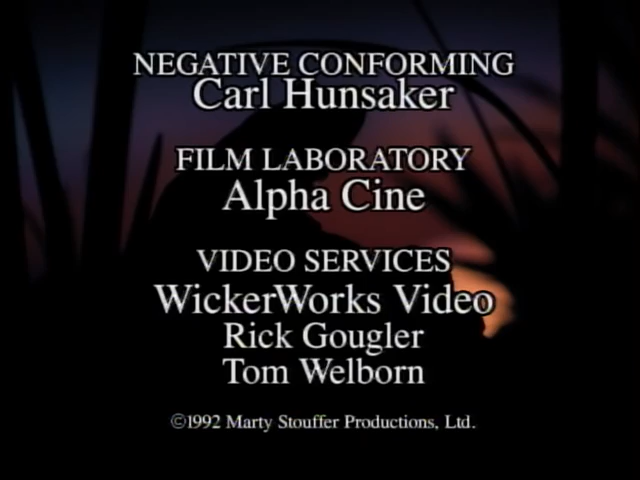 NEGATIVE CONFORMING
Carl Hunsaker
FILM LABORATORY
Alpha Cine
VIDEO SERVICES
WickerWorks Video
Rick Gougler
Tom Welborn
©1992 Marty Stouffer Productions, Ltd.